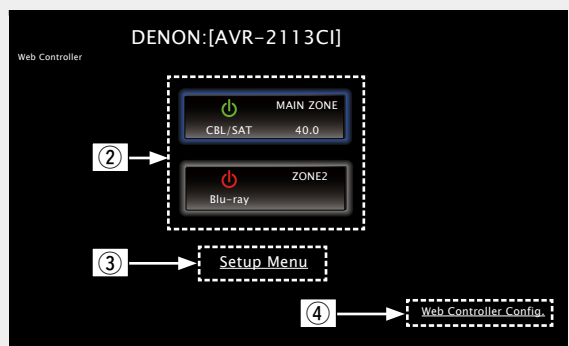 DENON:[AVR-2113CI]
Web Controller
MAIN ZONE
CBL/SAT 40.0
②
ZONE2
Blu-ray
③ Setup Menu
④ Web Controller Config.